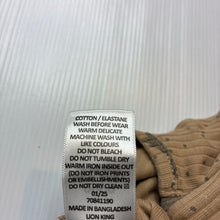 COTTON / ELASTANE
WASH BEFORE WEAR
WARM DELICATE
MACHINE WASH WITH
LIKE COLOURS
DO NOT BLEACH
DO NOT TUMBLE DRY
WARM IRON INSIDE OUT
(DO NOT IRON PRINTS
OR EMBELLISHMENTS)
DO NOT DRY CLEAN
01/25
70841190
MADE IN BANGLADESH
LION KING